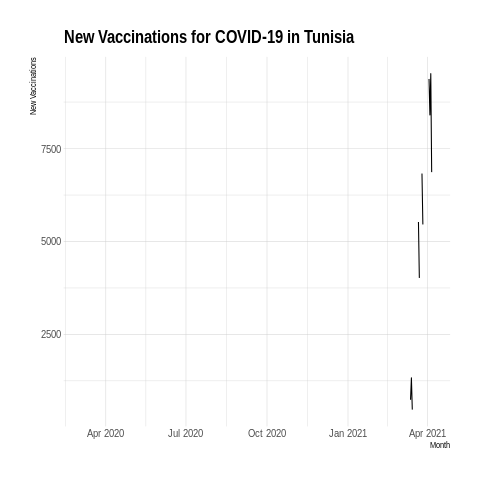 New Vaccinations for COVID-19 in Tunisia
New Vaccinations
7500
5000
2500
Apr 2020 Jul 2020 Oct 2020 Jan 2021 Apr 2021
Month